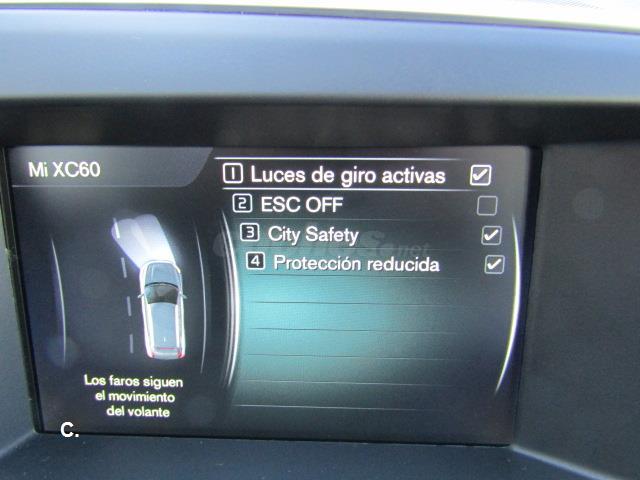 Mi XC60
1 Luces de giro activas
2 ESC OFF
3 City Safety
4 Protección reducida
Los faros siguen
el movimiento
del volante
C.